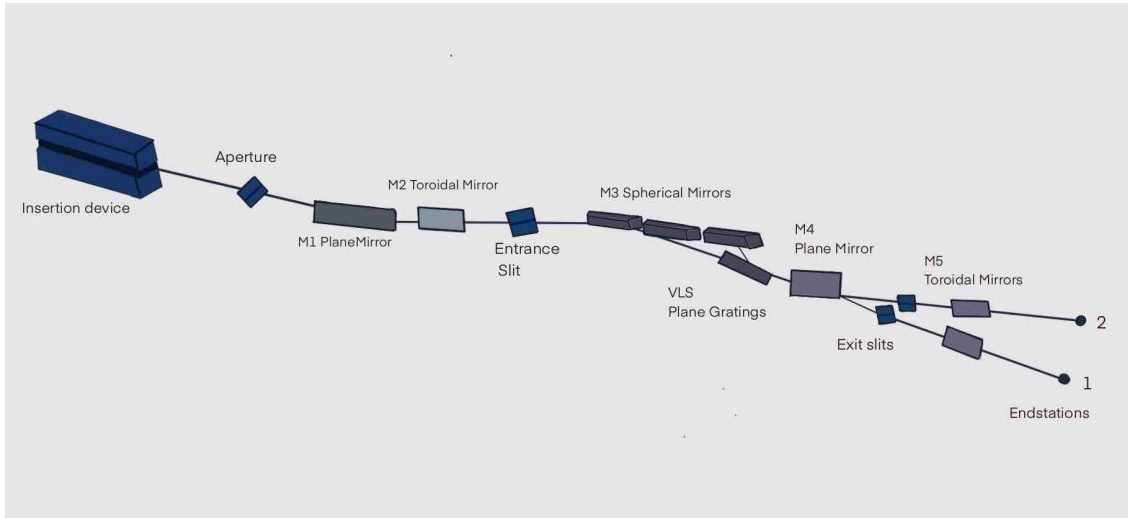 Aperture
Insertion device
M2 Toroidal Mirror
M1 PlaneMirror
Entrance
Slit
M3 Spherical Mirrors
VLS
Plane Gratings
M4
Plane Mirror
M5
Toroidal Mirrors
Exit slits
2
1
Endstations